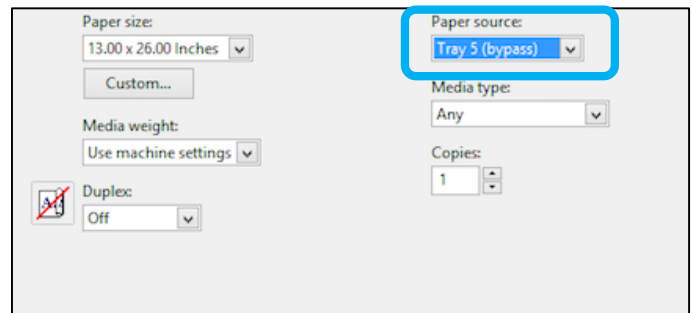 Paper size:
13.00 x 26.00 Inches
Custom...
Media weight:
Use machine settings
Duplex:
Off
Paper source:
Tray 5 (bypass)
Media type:
Any
Copies:
1